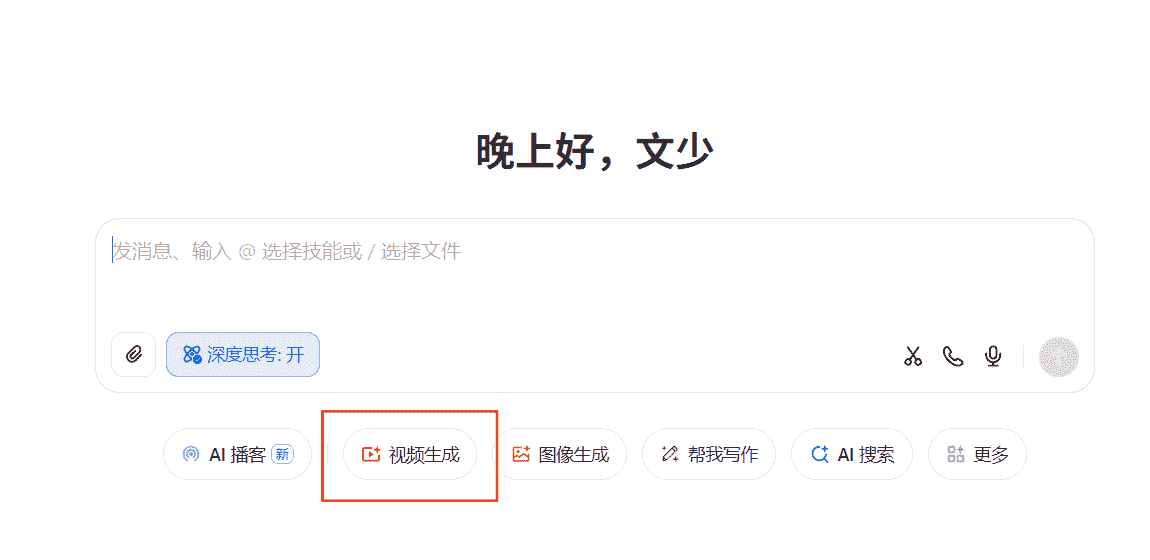 晚上好，文少
发消息、输入 @ 选择技能或 / 选择文件
深度思考: 开
AI 播客 新 视频生成 图像生成 帮我写作 AI 搜索 更多